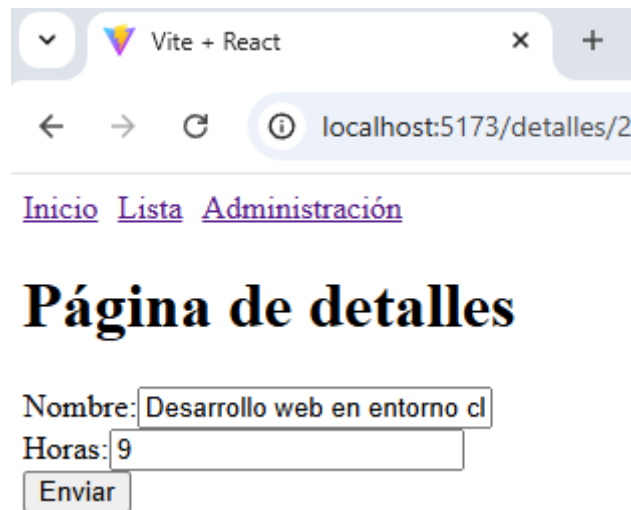 Vite + React
localhost:5173/detalles/2
Inicio Lista Administración
Página de detalles
Nombre: Desarrollo web en entorno cl
Horas: 9
Enviar